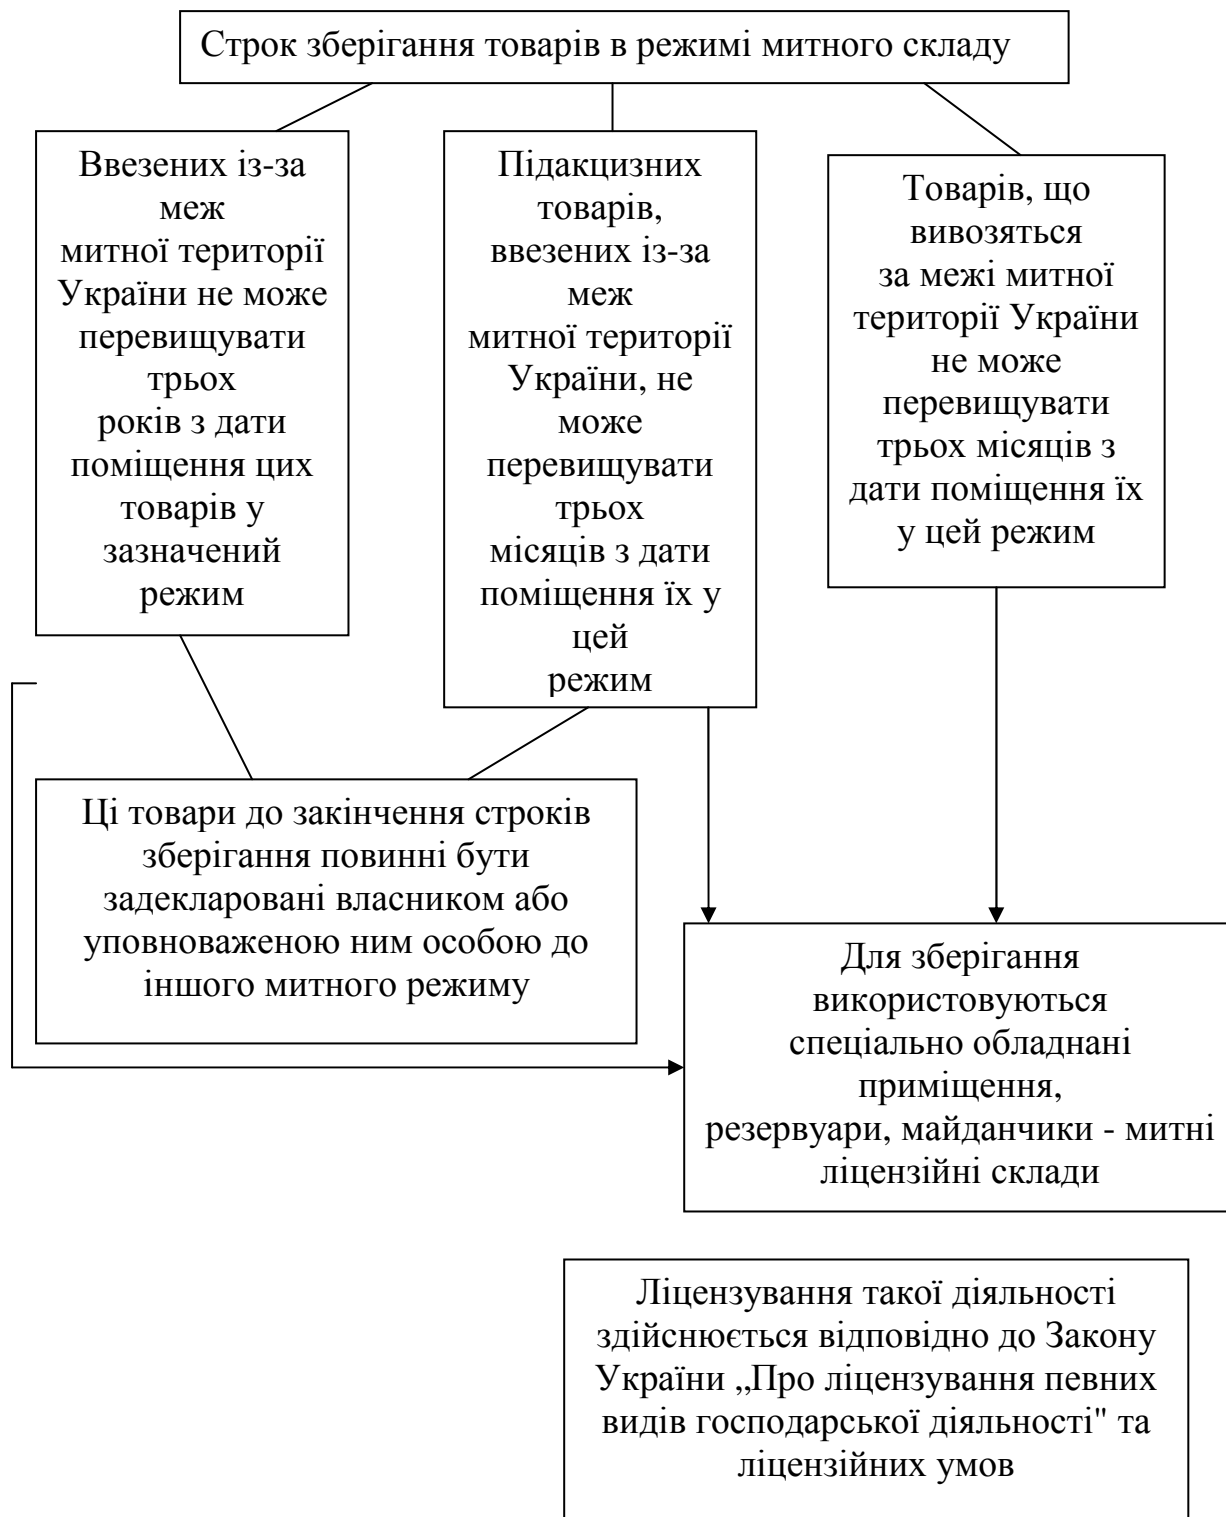 Строк зберігання товарів в режимі митного складу
Ввезених із-за
меж
митної території
України не може
перевищувати
трьох
років з дати
поміщення цих
товарів у
зазначений
режим
Підакцизних
товарів,
ввезених із-за
меж
митної території
України, не
може
перевищувати
трьох
місяців з дати
поміщення їх у
цей
режим
Товарів, що
вивозяться
за межі митної
території України
не може
перевищувати
трьох місяців з
дати поміщення їх
у цей режим
Ці товари до закінчення строків
зберігання повинні бути
задекларовані власником або
уповноваженою ним особою до
іншого митного режиму
Для зберігання
використовуються
спеціально обладнані
приміщення,
резервуари, майданчики - митні
ліцензійні склади
Ліцензування такої діяльності
здійснюється відповідно до Закону
України „Про ліцензування певних
видів господарської діяльності" та
ліцензійних умов